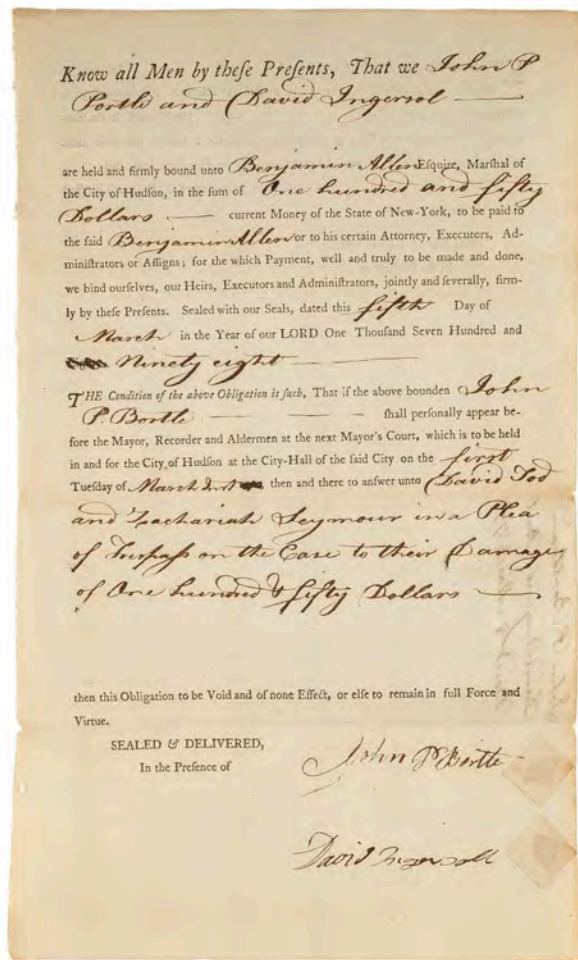 Know all Men by theſe Preſents, That we John P
Portle and David Ingersol
are held and firmly bound unto Benjamin Allen Eſquire, Marſhal of
the City of Hudſon, in the ſum of One hundred and fifty
Dollars current Money of the State of New-York, to be paid to
the ſaid Benjamin Allen or to his certain Attorney, Executors, Ad-
miniſtrators or Aſſigns; for the which Payment, well and truly to be made and done,
we bind ourſelves, our Heirs, Executors and Adminiſtrators, jointly and ſeverally, firm-
ly by theſe Preſents. Sealed with our Seals, dated this fifth Day of
March in the Year of our LORD One Thouſand Seven Hundred and
Ninety eight
THE Condition of the above Obligation is ſuch, That if the above bounden John
P. Bortle ſhall perſonally appear be-
fore the Mayor, Recorder and Aldermen at the next Mayor's Court, which is to be held
in and for the City of Hudſon at the City-Hall of the ſaid City on the first
Tueſday of March Inst then and there to anſwer unto David Tod
and Zachariah Seymour in a Plea
of Trespass on the Case to their Damage
of One hundred & fifty Dollars
then this Obligation to be Void and of none Effect, or elſe to remain in full Force and
Virtue.
SEALED & DELIVERED,
In the Preſence of
John P Bortle
David Ingersoll